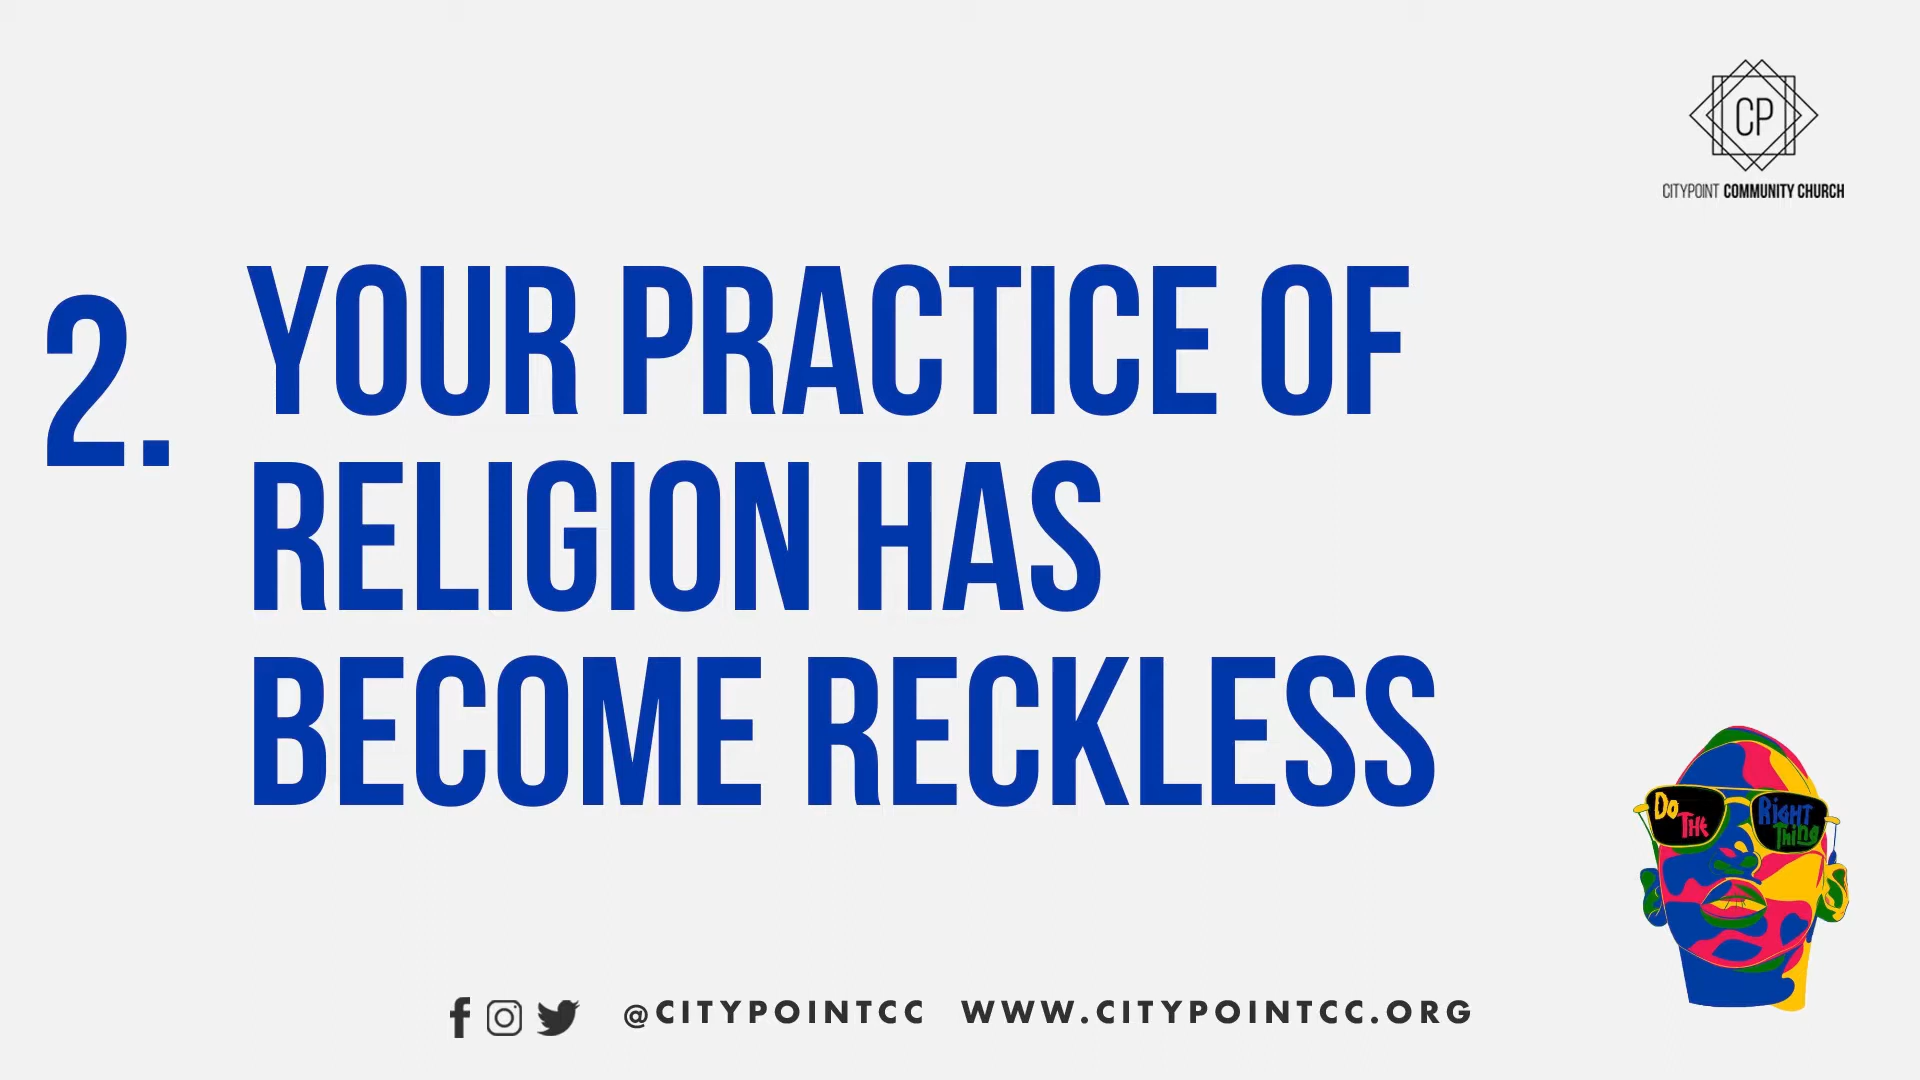 CP
CITYPOINT COMMUNITY CHURCH
2. YOUR PRACTICE OF
RELIGION HAS
BECOME RECKLESS
DO THE RIGHT Thing
@CITYPOINTCC WWW.CITYPOINTCC.ORG